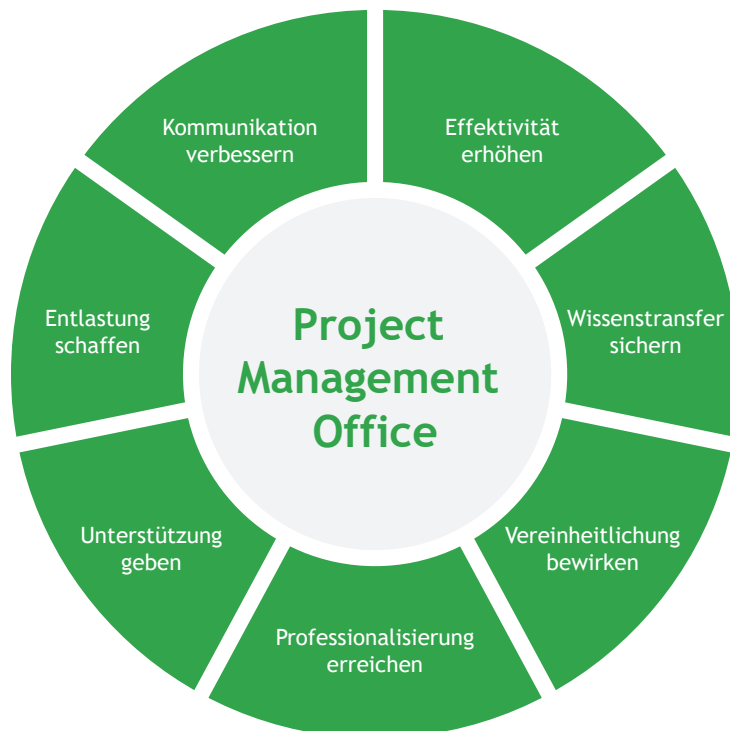 Kommunikation
verbessern
Effektivität
erhöhen
Entlastung
schaffen
Project
Management
Office
Wissenstransfer
sichern
Unterstützung
geben
Vereinheitlichung
bewirken
Professionalisierung
erreichen